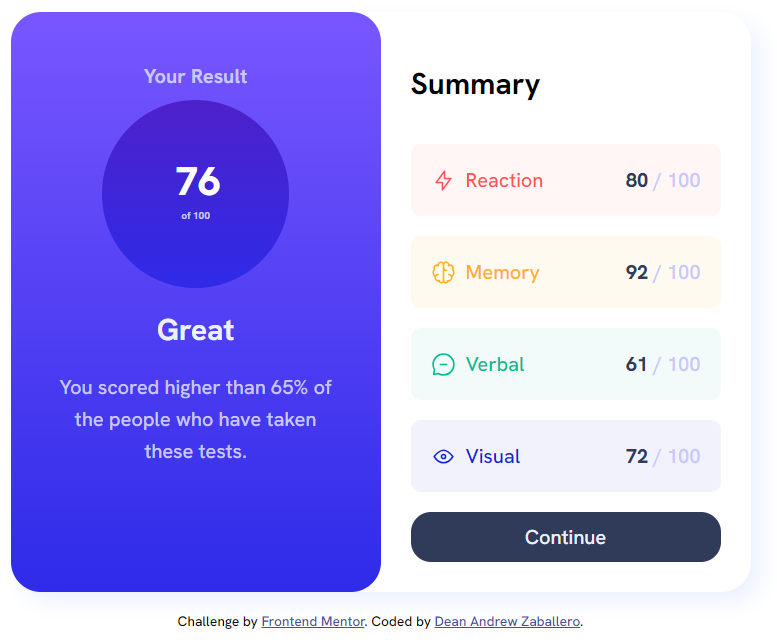 Your Result
76
of 100
Great
You scored higher than 65% of
the people who have taken
these tests.
Summary
Reaction 80 / 100
Memory 92 / 100
Verbal 61 / 100
Visual 72 / 100
Continue
Challenge by Frontend Mentor. Coded by Dean Andrew Zaballero.